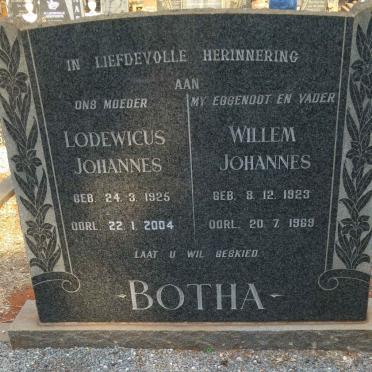 IN LIEFDEVOLLE HERINNERING
AAN
ONS MOEDER
LODEWICUS
JOHANNES
GEB. 24. 3. 1925
OORL. 22. 1. 2004
MY EGGENOOT EN VADER
WILLEM
JOHANNES
GEB. 8. 12. 1923
OORL. 20. 7. 1969
LAAT U WIL GESKIED
-BOTHA-